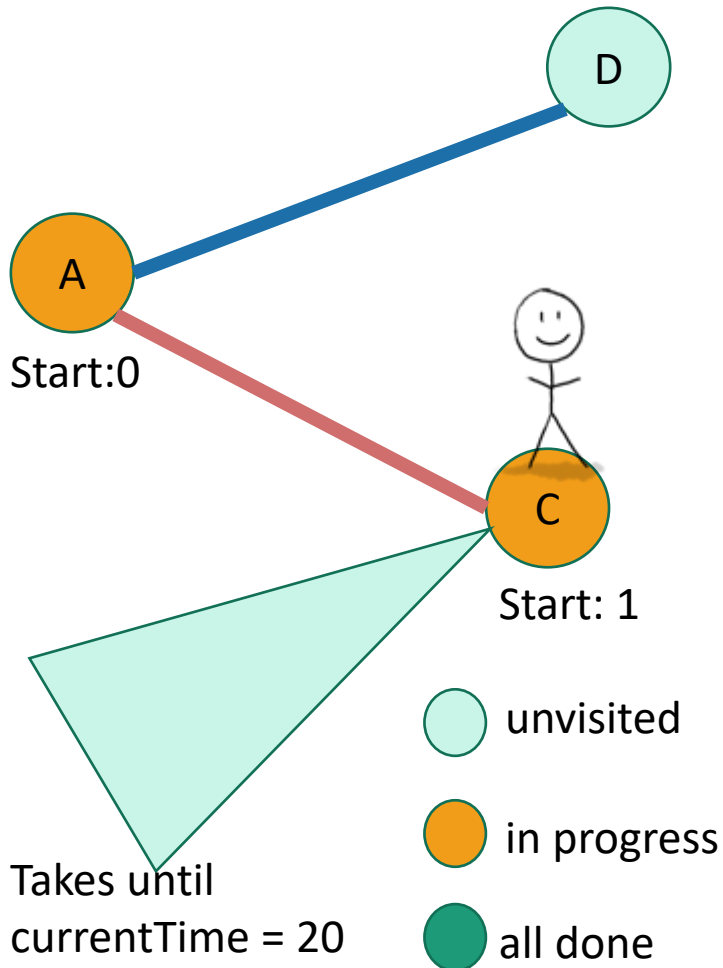 D
A
Start:0
C
Start: 1
unvisited
in progress
Takes until
currentTime = 20
all done